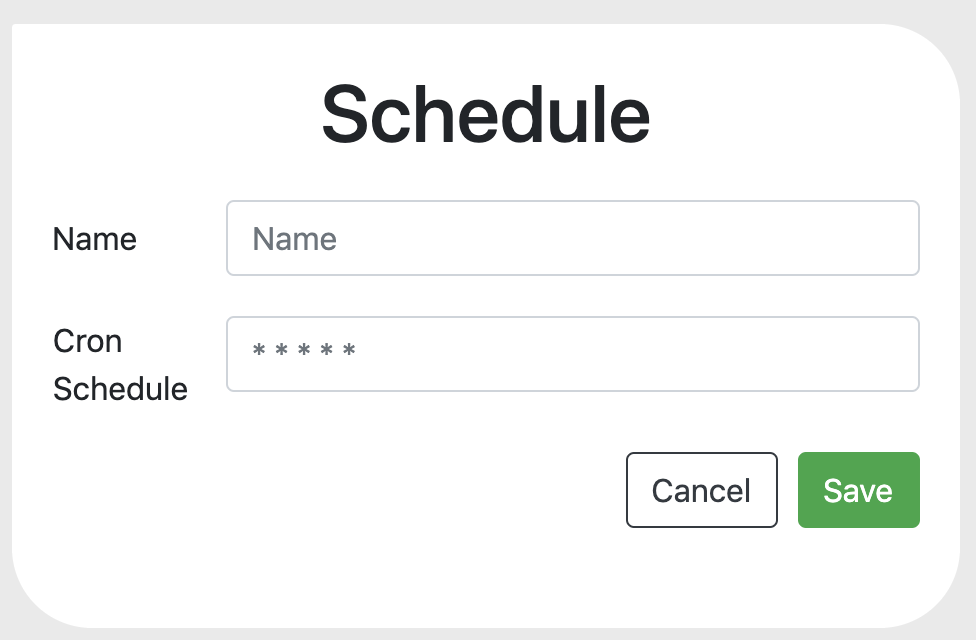 Schedule
Name
Name
Cron
Schedule
* * * * *
Cancel
Save